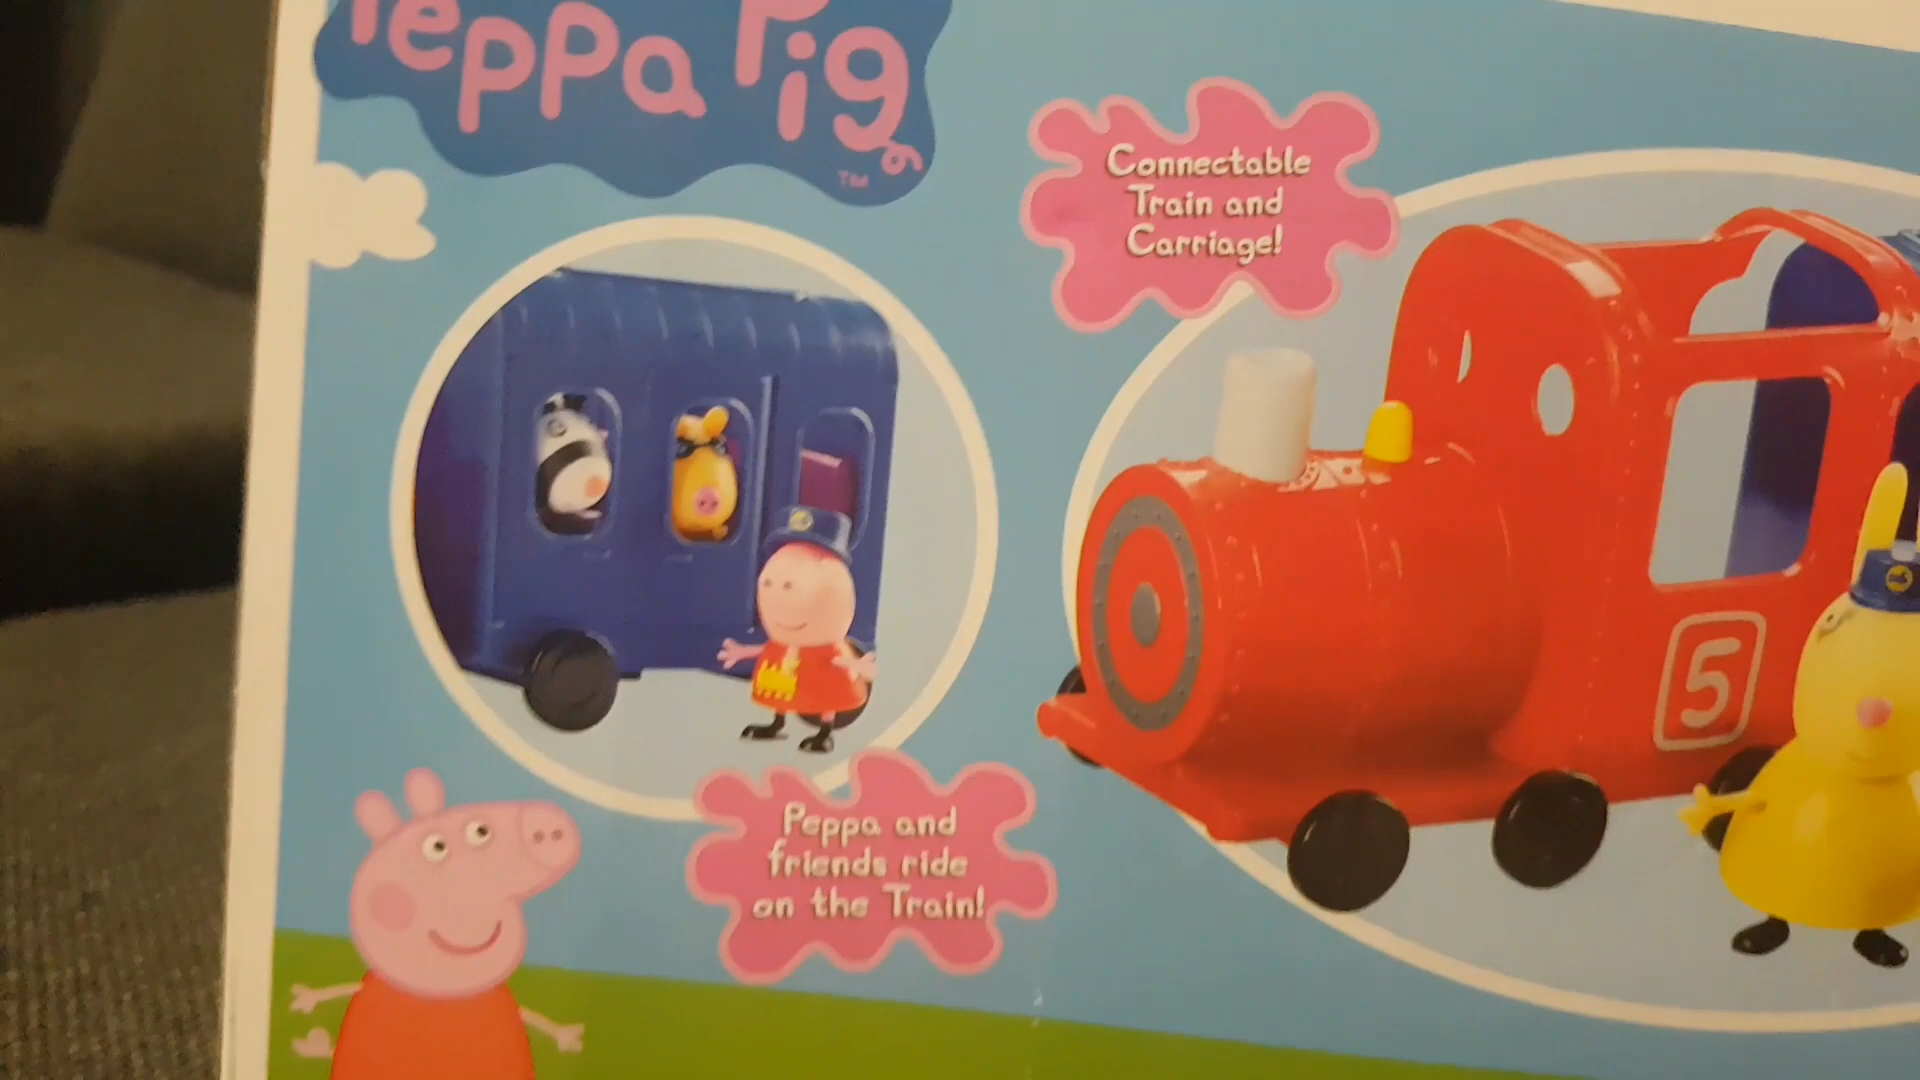 Peppa Pig
TM
Connectable
Train and
Carriage!
5
Peppa and
friends ride
on the Train!